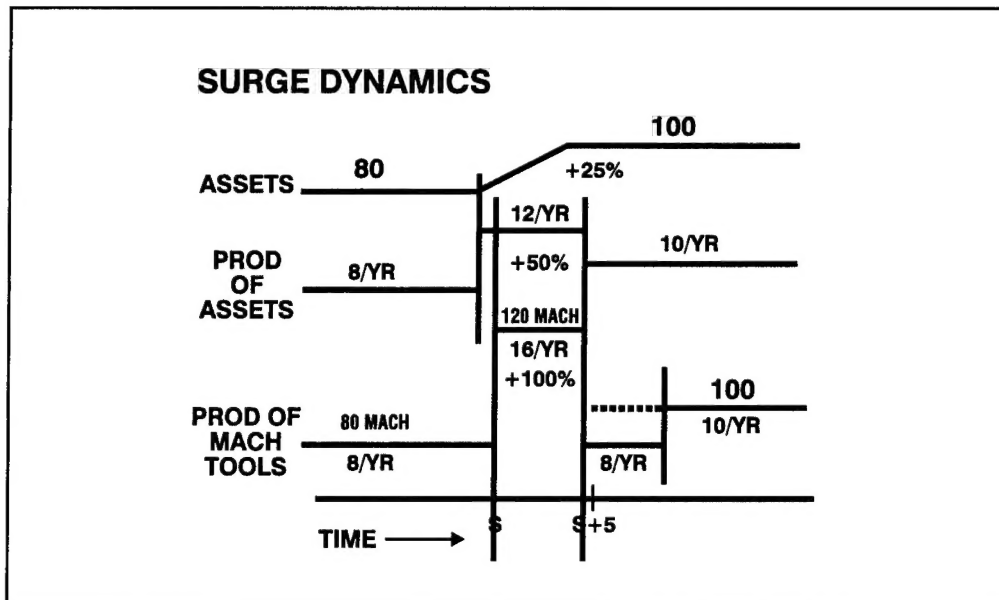 SURGE DYNAMICS
100
80
+25%
ASSETS
12/YR
10/YR
PROD
OF
ASSETS
8/YR
+50%
120 MACH
16/YR
+100%
100
PROD OF
MACH
TOOLS
80 MACH
10/YR
8/YR
8/YR
S
S+5
TIME